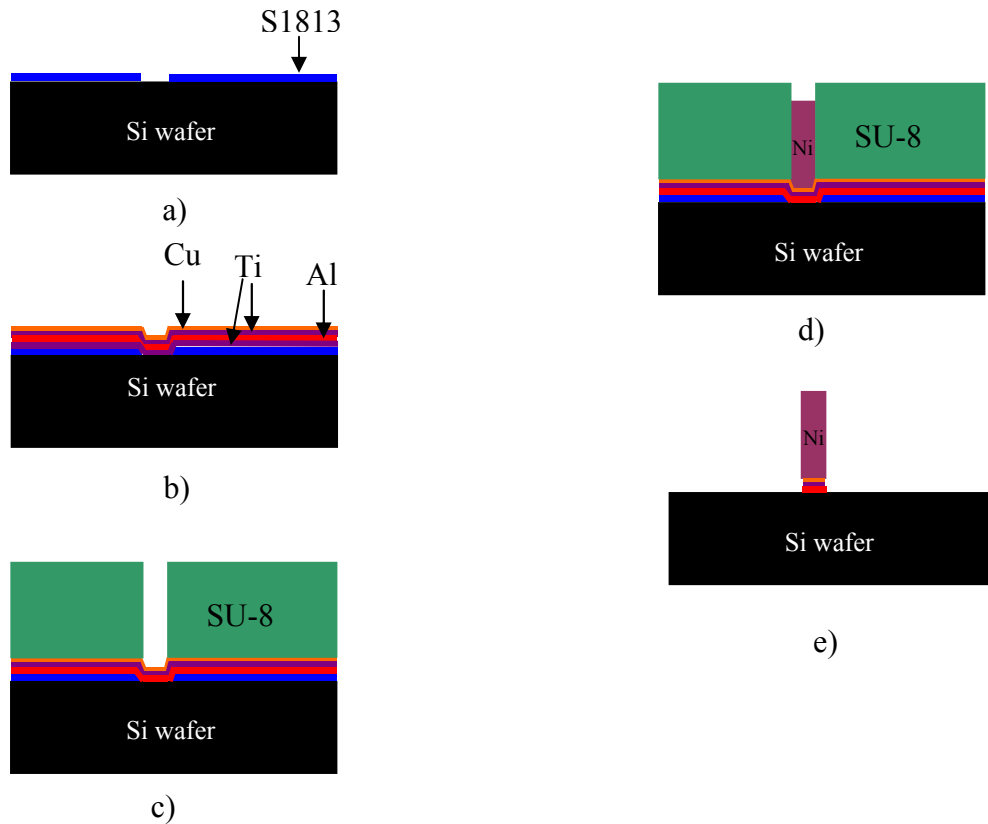 S1813
Si wafer
a)
Cu
Ti
Al
Si wafer
b)
SU-8
Si wafer
c)
Ni
SU-8
Si wafer
d)
Ni
Si wafer
e)